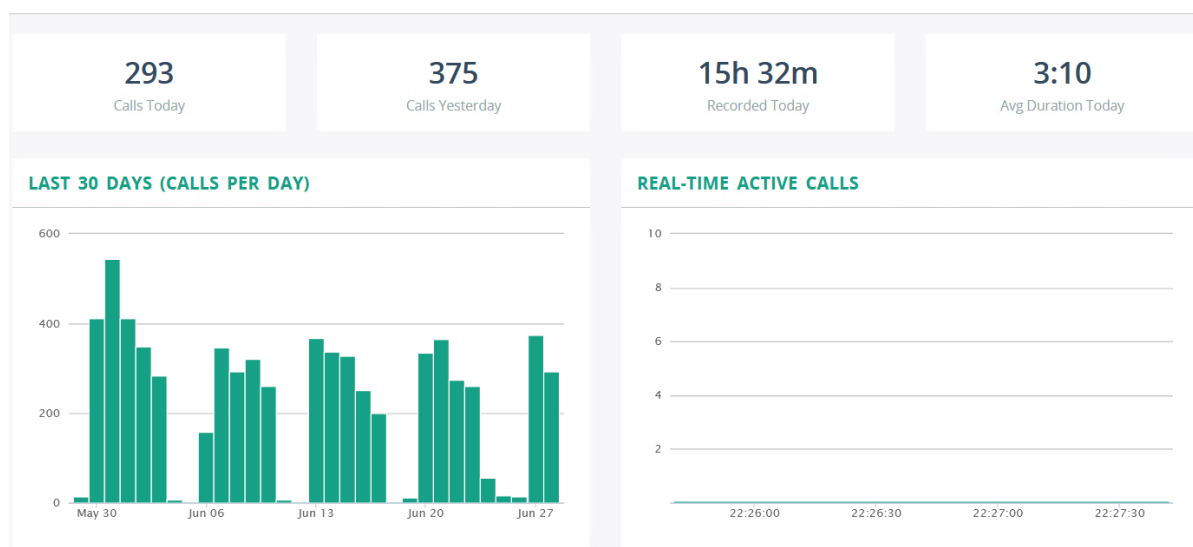 293
Calls Today
375
Calls Yesterday
15h 32m
Recorded Today
3:10
Avg Duration Today
LAST 30 DAYS (CALLS PER DAY)
600
400
200
0
May 30 Jun 06 Jun 13 Jun 20 Jun 27
REAL-TIME ACTIVE CALLS
10
8
6
4
2
22:26:00 22:26:30 22:27:00 22:27:30